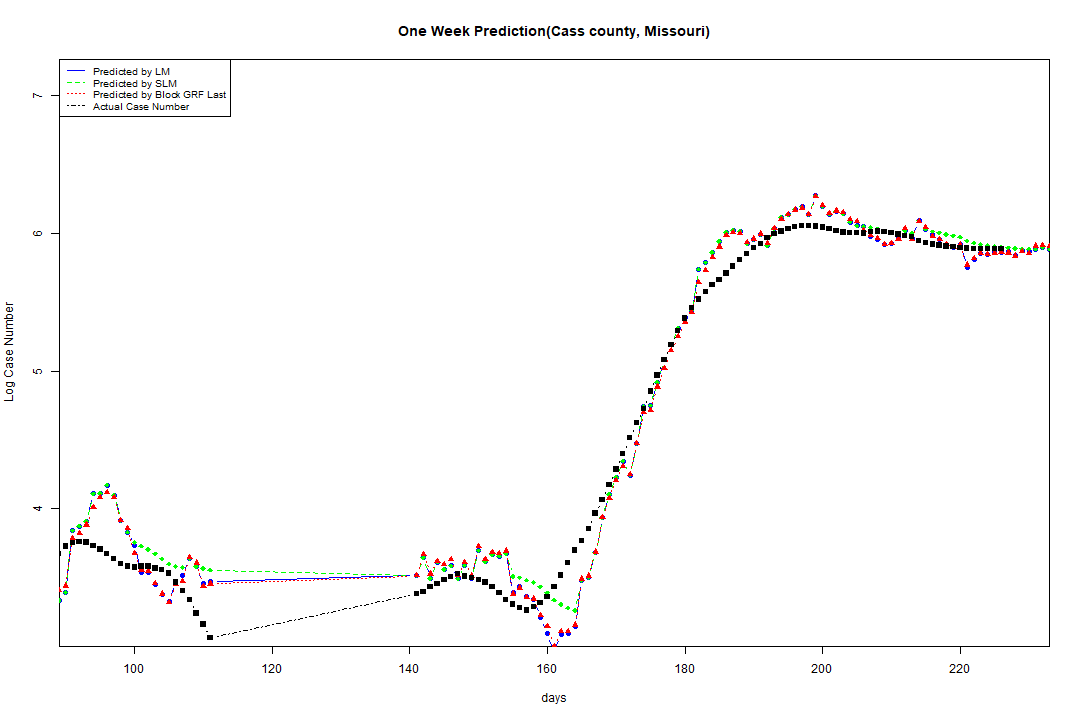 One Week Prediction(Cass county, Missouri)
Predicted by LM
Predicted by SLM
Predicted by Block GRF Last
Actual Case Number
7
6
5
4
Log Case Number
100 120 140 160 180 200 220
days